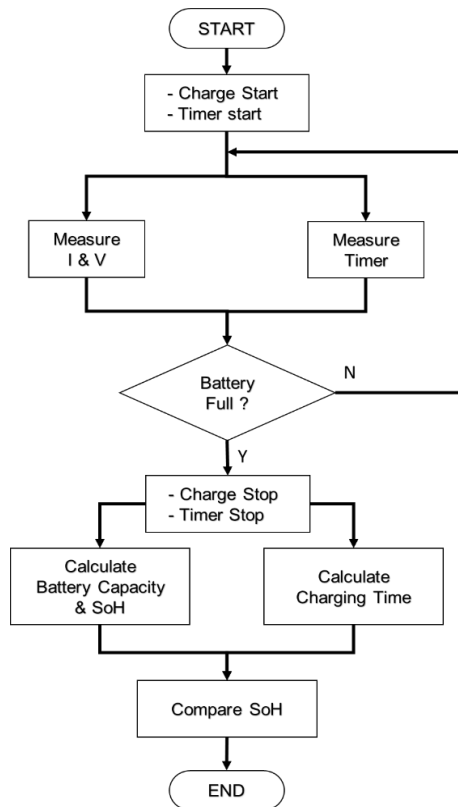 START
- Charge Start
- Timer start
Measure
I & V
Measure
Timer
Battery
Full ?
N
Y
- Charge Stop
- Timer Stop
Calculate
Battery Capacity
& SoH
Calculate
Charging Time
Compare SoH
END